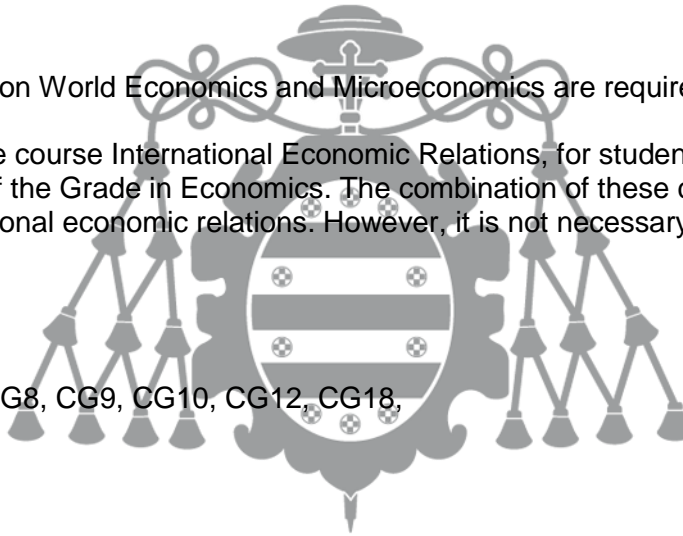 on World Economics and Microeconomics are require
e course International Economic Relations, for studen
f the Grade in Economics. The combination of these c
onal economic relations. However, it is not necessary
G8, CG9, CG10, CG12, CG18,